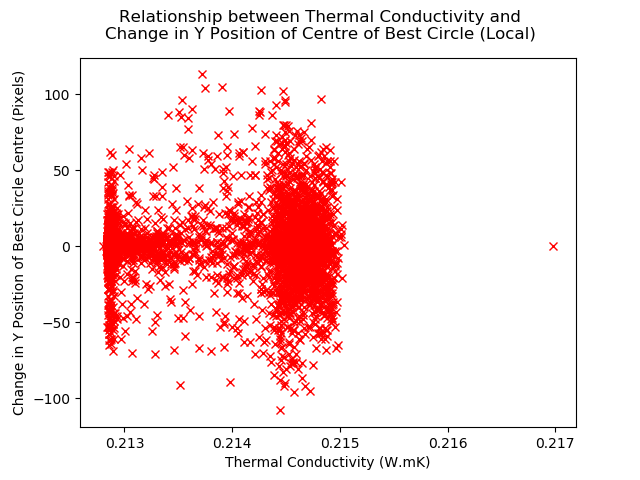 Relationship between Thermal Conductivity and
Change in Y Position of Centre of Best Circle (Local)
Change in Y Position of Best Circle Centre (Pixels)
100
50
0
−50
−100
0.213 0.214 0.215 0.216 0.217
Thermal Conductivity (W.mK)